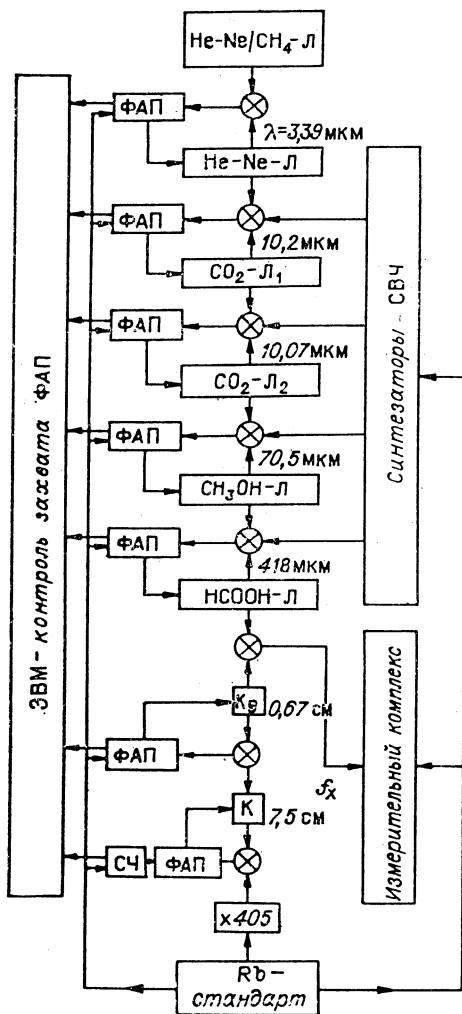 He-Ne/CH₄-Л
ФАП
λ=3,39 мкм
He-Ne-Л
ФАП
10,2 мкм
CO₂-Л₁
ФАП
10,07 мкм
CO₂-Л₂
ФАП
70,5 мкм
CH₃OH-Л
ФАП
418 мкм
HCOOH-Л
Kэ
0,67 см
ФАП
K
7,5 см
СЧ
ФАП
x405
Rb-
стандарт
fx
ЭВМ-контроль захвата ФАП
Синтезаторы-СВЧ
Измерительный комплекс